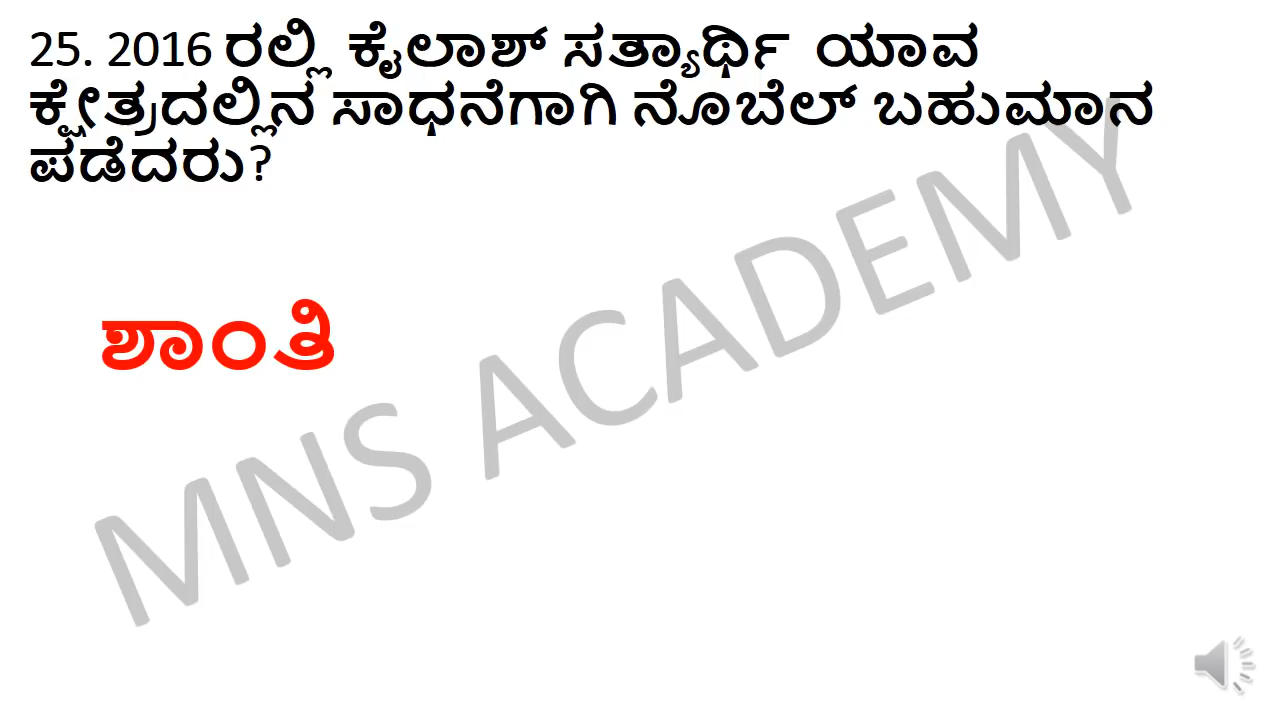 25. 2016 ರಲ್ಲಿ ಕೈಲಾಶ್ ಸತ್ಯಾರ್ಥಿ ಯಾವ
ಕ್ಷೇತ್ರದಲ್ಲಿನ ಸಾಧನೆಗಾಗಿ ನೊಬೆಲ್ ಬಹುಮಾನ
ಪಡೆದರು?
ಶಾಂತಿ
MNS ACADEMY